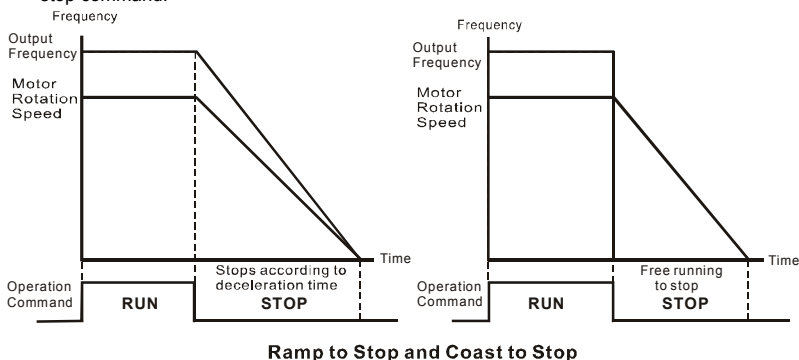 stop command.
Frequency
Output
Frequency
Motor
Rotation
Speed
Time
Stops according to
deceleration time
Operation
Command
RUN
STOP
Frequency
Output
Frequency
Motor
Rotation
Speed
Time
Free running
to stop
Operation
Command
RUN
STOP
Ramp to Stop and Coast to Stop